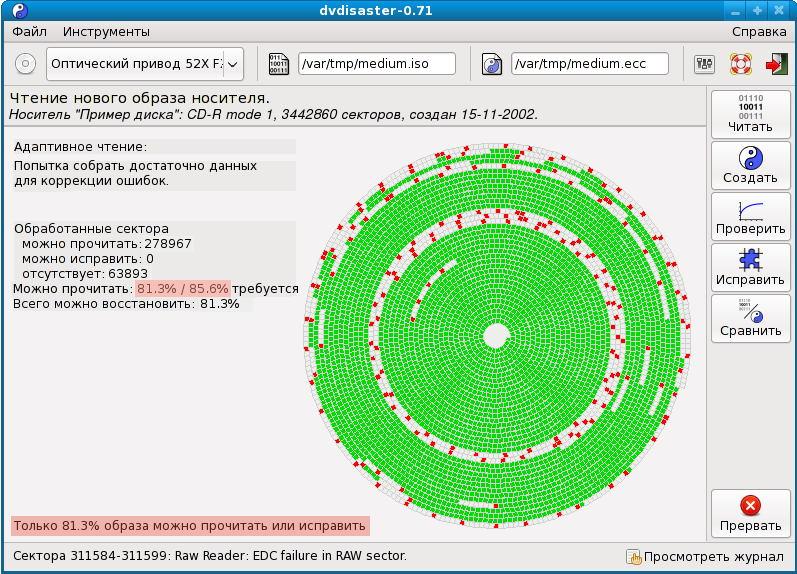 dvdisaster-0.71
Файл Инструменты Справка
Оптический привод 52X F /var/tmp/medium.iso /var/tmp/medium.ecc
Чтение нового образа носителя.
Носитель "Пример диска": CD-R mode 1, 3442860 секторов, создан 15-11-2002.
Адаптивное чтение:
Попытка собрать достаточно данных
для коррекции ошибок.
Обработанные сектора
можно прочитать: 278967
можно исправить: 0
отсутствует: 63893
Можно прочитать: 81.3% / 85.6% требуется
Всего можно восстановить: 81.3%
Только 81.3% образа можно прочитать или исправить
01110
10011
00111
Читать
Создать
Проверить
Исправить
Сравнить
Прервать
Сектора 311584-311599: Raw Reader: EDC failure in RAW sector.
Просмотреть журнал